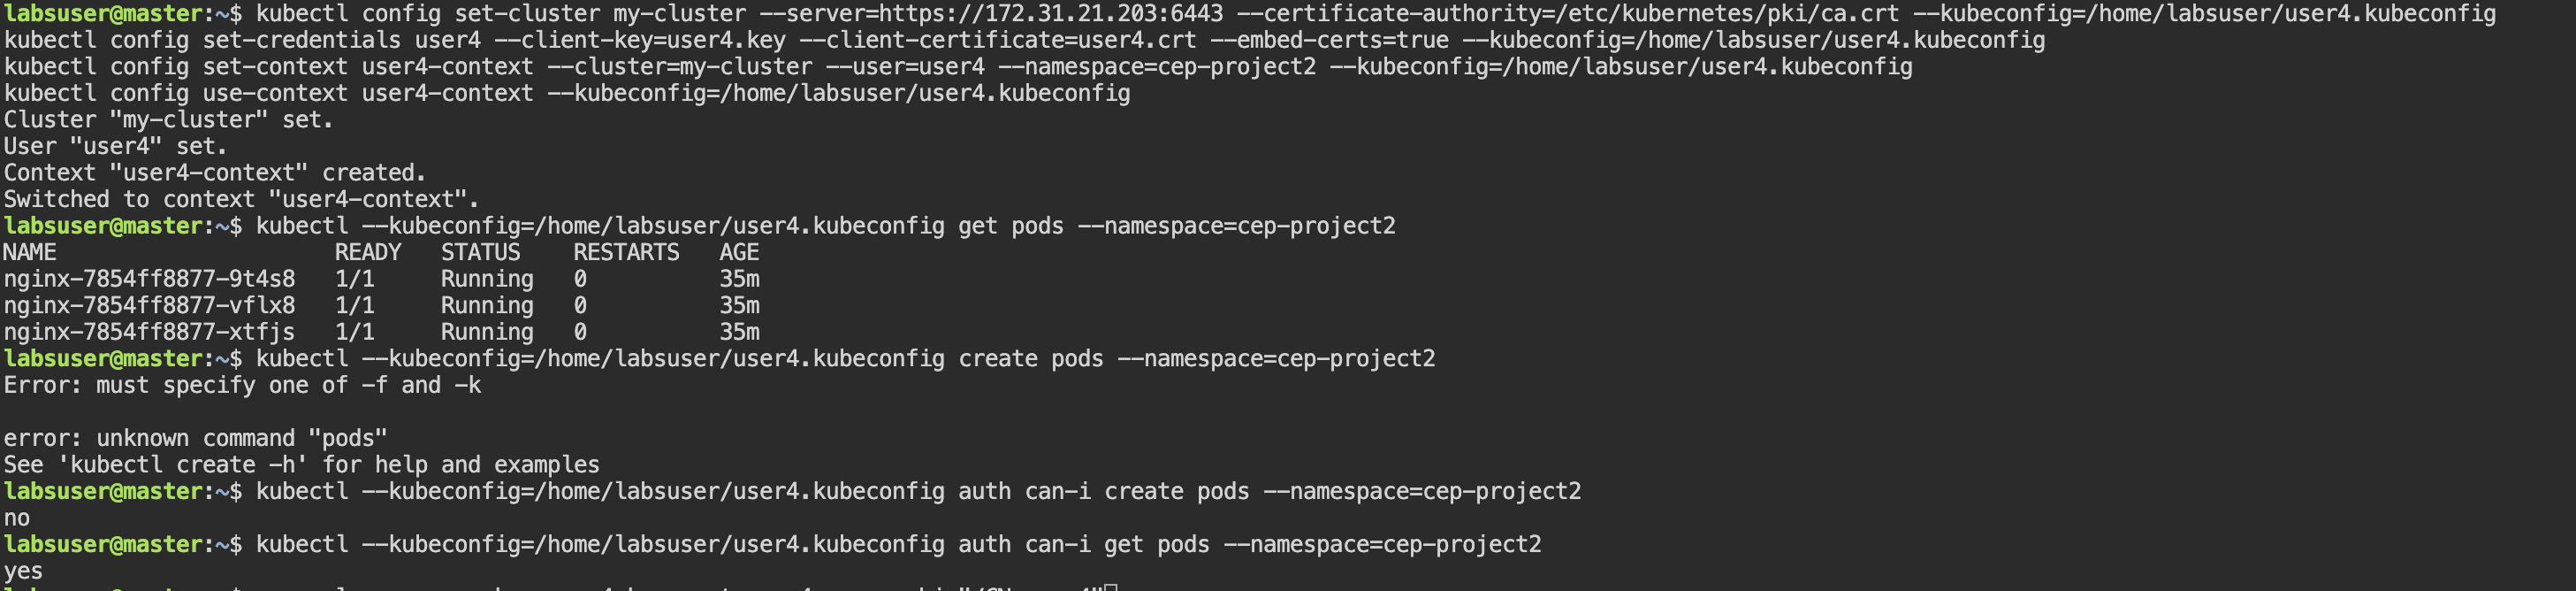 labsuser@master:~$ kubectl config set-cluster my-cluster --server=https://172.31.21.203:6443 --certificate-authority=/etc/kubernetes/pki/ca.crt --kubeconfig=/home/labsuser/user4.kubeconfig
kubectl config set-credentials user4 --client-key=user4.key --client-certificate=user4.crt --embed-certs=true --kubeconfig=/home/labsuser/user4.kubeconfig
kubectl config set-context user4-context --cluster=my-cluster --user=user4 --namespace=cep-project2 --kubeconfig=/home/labsuser/user4.kubeconfig
kubectl config use-context user4-context --kubeconfig=/home/labsuser/user4.kubeconfig
Cluster "my-cluster" set.
User "user4" set.
Context "user4-context" created.
Switched to context "user4-context".
labsuser@master:~$ kubectl --kubeconfig=/home/labsuser/user4.kubeconfig get pods --namespace=cep-project2
NAME                     READY   STATUS    RESTARTS   AGE
nginx-7854ff8877-9t4s8   1/1     Running   0          35m
nginx-7854ff8877-vflx8   1/1     Running   0          35m
nginx-7854ff8877-xtfjs   1/1     Running   0          35m
labsuser@master:~$ kubectl --kubeconfig=/home/labsuser/user4.kubeconfig create pods --namespace=cep-project2
Error: must specify one of -f and -k
error: unknown command "pods"
See 'kubectl create -h' for help and examples
labsuser@master:~$ kubectl --kubeconfig=/home/labsuser/user4.kubeconfig auth can-i create pods --namespace=cep-project2
no
labsuser@master:~$ kubectl --kubeconfig=/home/labsuser/user4.kubeconfig auth can-i get pods --namespace=cep-project2
yes